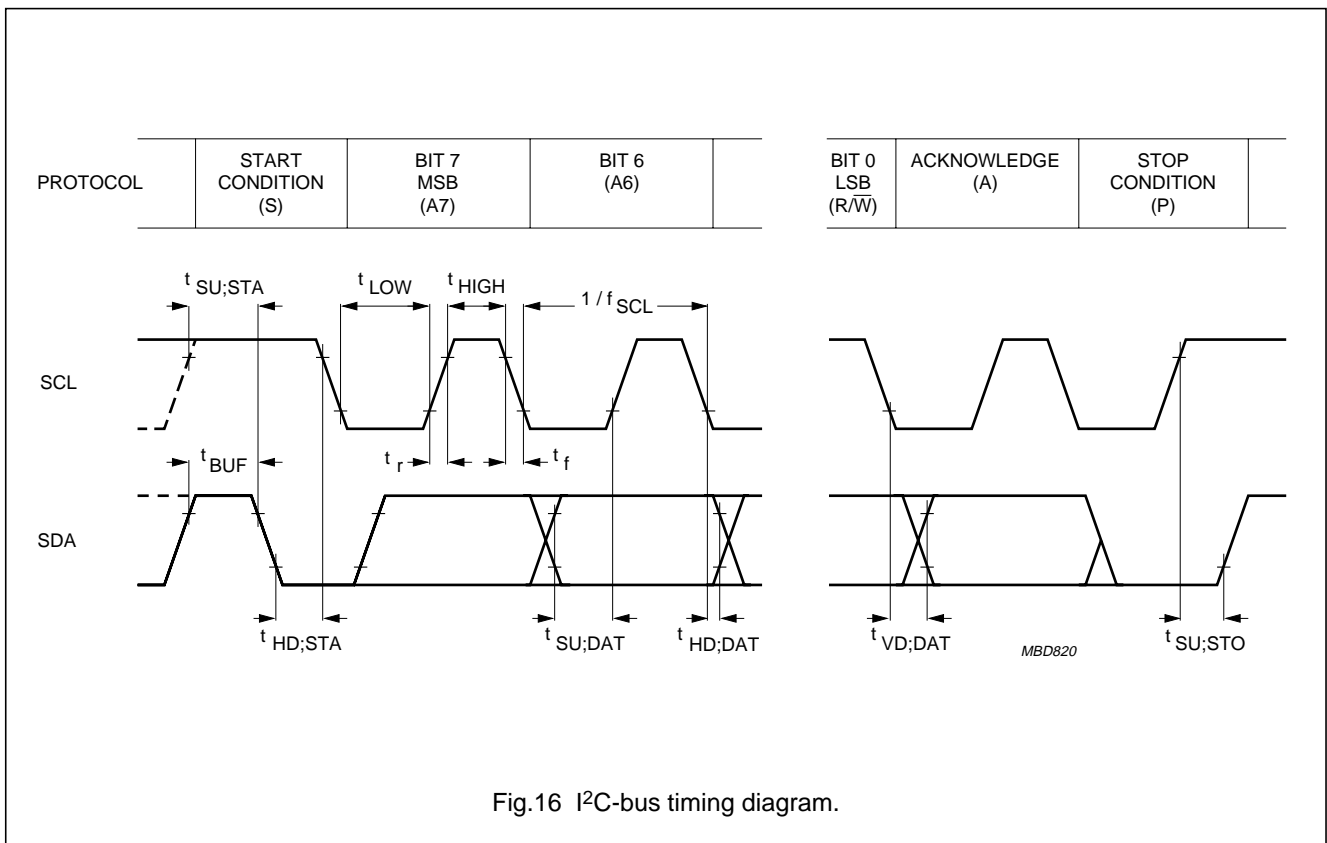 PROTOCOL
START
CONDITION
(S)
BIT 7
MSB
(A7)
BIT 6
(A6)
BIT 0
LSB
(R/W̅)
ACKNOWLEDGE
(A)
STOP
CONDITION
(P)
t SU;STA
t LOW
t HIGH
1 / f SCL
SCL
t BUF
t r
t f
SDA
t HD;STA
t SU;DAT
t HD;DAT
t VD;DAT
MBD820
t SU;STO
Fig.16 I²C-bus timing diagram.